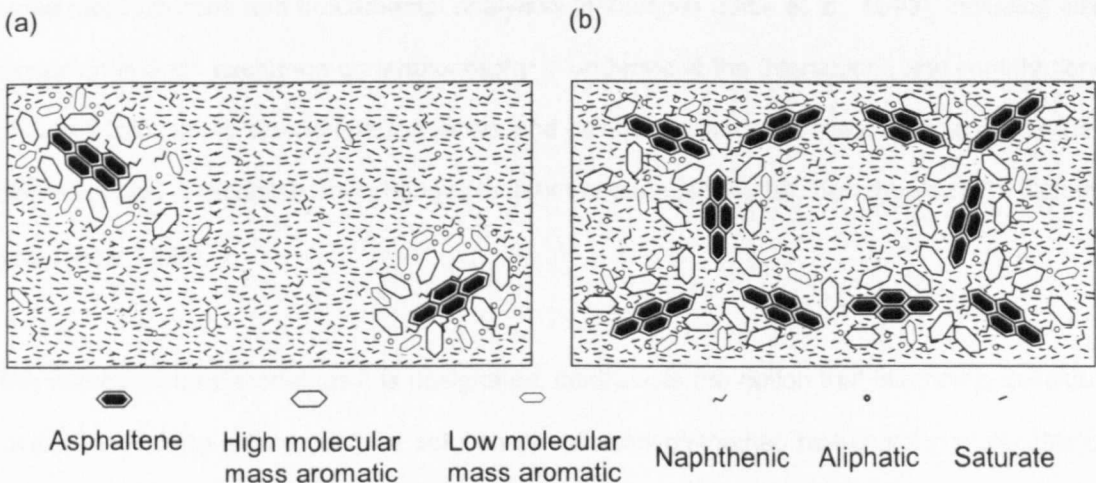 (a)
(b)
Asphaltene
High molecular
mass aromatic
Low molecular
mass aromatic
Naphthenic
Aliphatic
Saturate